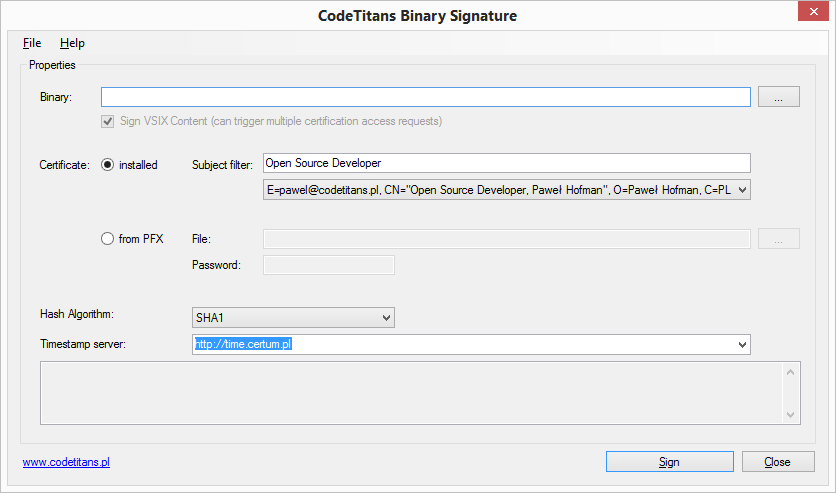 CodeTitans Binary Signature
File Help
Properties
Binary: ...
Sign VSIX Content (can trigger multiple certification access requests)
Certificate: installed Subject filter: Open Source Developer
E=pawel@codetitans.pl, CN="Open Source Developer, Paweł Hofman", O=Paweł Hofman, C=PL
from PFX File: ...
Password:
Hash Algorithm: SHA1
Timestamp server: http://time.certum.pl
www.codetitans.pl Sign Close